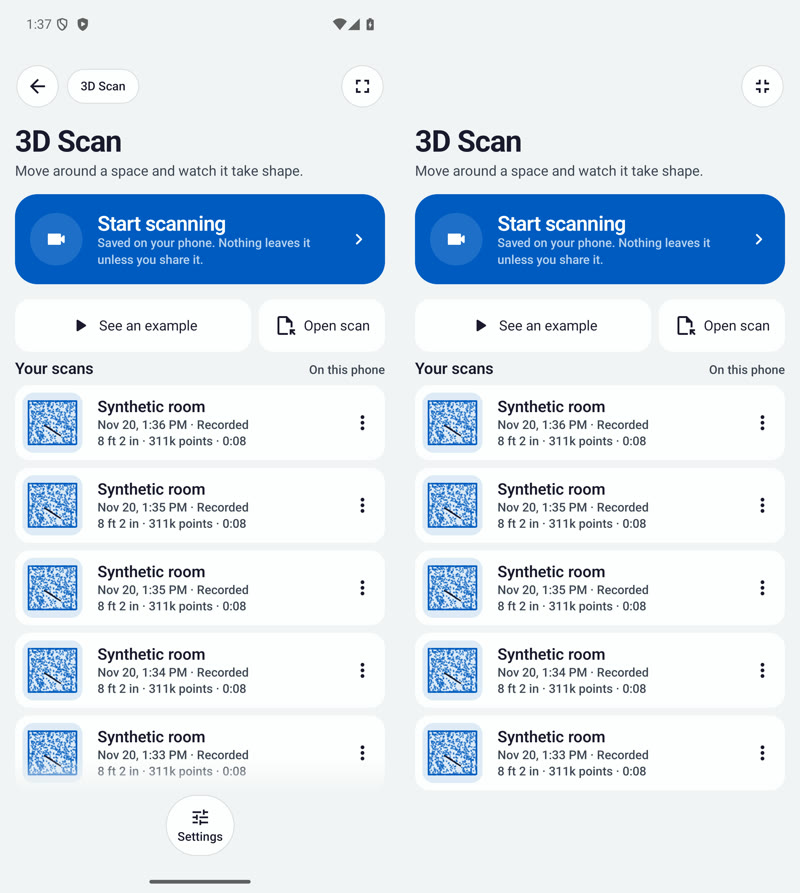 1:37
3D Scan
3D Scan
Move around a space and watch it take shape.
Start scanning
Saved on your phone. Nothing leaves it
unless you share it.
See an example
Open scan
Your scans
On this phone
Synthetic room
Nov 20, 1:36 PM · Recorded
8 ft 2 in · 311k points · 0:08
Synthetic room
Nov 20, 1:35 PM · Recorded
8 ft 2 in · 311k points · 0:08
Synthetic room
Nov 20, 1:35 PM · Recorded
8 ft 2 in · 311k points · 0:08
Synthetic room
Nov 20, 1:34 PM · Recorded
8 ft 2 in · 311k points · 0:08
Synthetic room
Nov 20, 1:33 PM · Recorded
8 ft 2 in · 311k points · 0:08
Settings
3D Scan
Move around a space and watch it take shape.
Start scanning
Saved on your phone. Nothing leaves it
unless you share it.
See an example
Open scan
Your scans
On this phone
Synthetic room
Nov 20, 1:36 PM · Recorded
8 ft 2 in · 311k points · 0:08
Synthetic room
Nov 20, 1:35 PM · Recorded
8 ft 2 in · 311k points · 0:08
Synthetic room
Nov 20, 1:35 PM · Recorded
8 ft 2 in · 311k points · 0:08
Synthetic room
Nov 20, 1:34 PM · Recorded
8 ft 2 in · 311k points · 0:08
Synthetic room
Nov 20, 1:33 PM · Recorded
8 ft 2 in · 311k points · 0:08